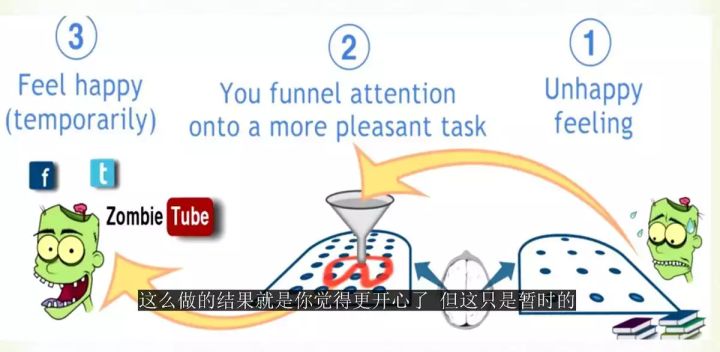 3
Feel happy
(temporarily)
2
You funnel attention
onto a more pleasant task
1
Unhappy
feeling
f
t
Zombie Tube
这么做的结果就是你觉得更开心了 但这只是暂时的